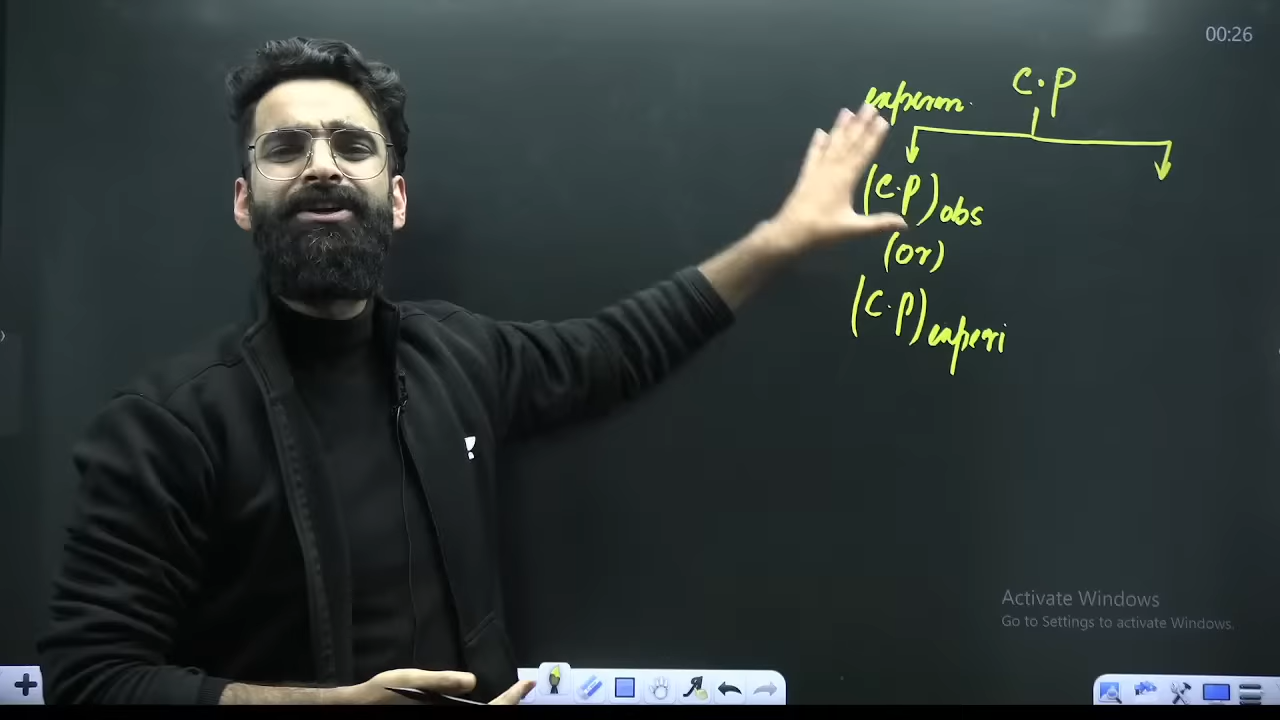 00:26
C.P
experim.
(C.P)obs
(or)
(C.P)experi
Activate Windows
Go to Settings to activate Windows.